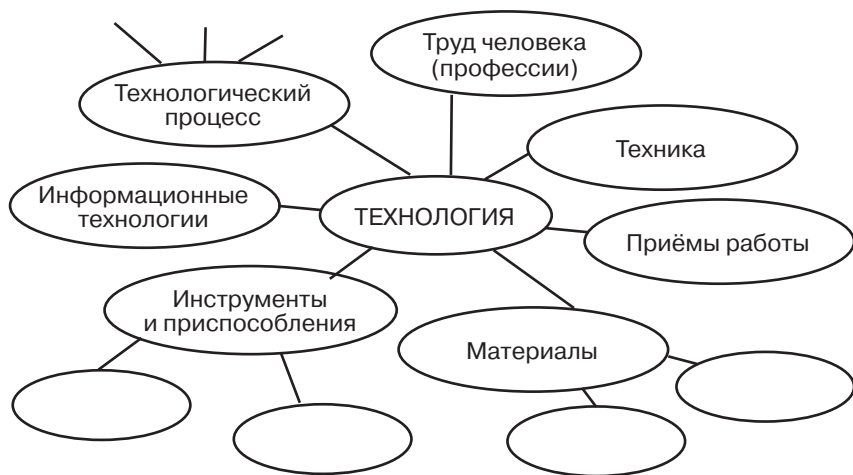 Труд человека
(профессии)
Технологический
процесс
Техника
Информационные
технологии
ТЕХНОЛОГИЯ
Приёмы работы
Инструменты
и приспособления
Материалы